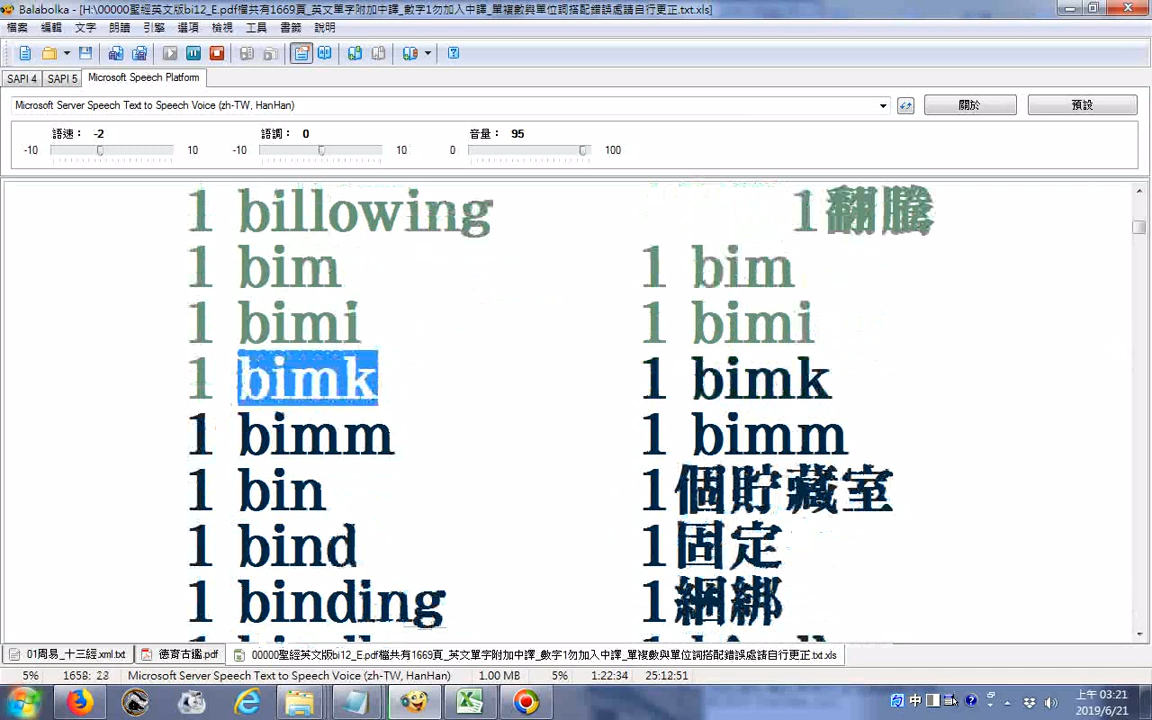 Balabolka - [H:\00000聖經英文版bi12_E.pdf檔共有1669頁_英文單字附加中譯_數字1勿加入中譯_單複數與單位詞搭配錯誤處請自行更正.txt.xls]
檔案 編輯 文字 朗讀 引擎 選項 檢視 工具 書籤 說明
SAPI 4 SAPI 5 Microsoft Speech Platform
Microsoft Server Speech Text to Speech Voice (zh-TW, HanHan) 關於 預設
語速： -2 語調： 0 音量： 95
-10 10 -10 10 0 100
1 billowing 1翻騰
1 bim 1 bim
1 bimi 1 bimi
1 bimk 1 bimk
1 bimm 1 bimm
1 bin 1個貯藏室
1 bind 1固定
1 binding 1綑綁
01周易_十三經.xml.txt 德育古鑑.pdf 00000聖經英文版bi12_E.pdf檔共有1669頁_英文單字附加中譯_數字1勿加入中譯_單複數與單位詞搭配錯誤處請自行更正.txt.xls
5% 1658: 23 Microsoft Server Speech Text to Speech Voice (zh-TW, HanHan) 1.00 MB 5% 1:22:34 25:12:51
中 上午 03:21
2019/6/21